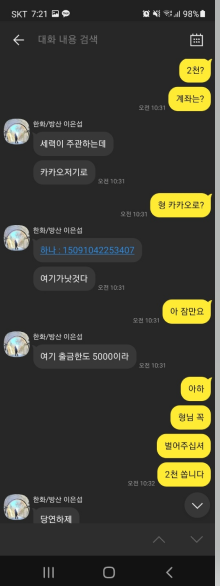 SKT 7:21
98%
대화 내용 검색
2천?
계좌는?
오전 10:31
한화/방산 이은섭
세력이 주관하는데
카카오저기로
오전 10:31
형 카카오로?
오전 10:31
한화/방산 이은섭
하나 : 15091042253407
여기가낫겄다
오전 10:31
아 잠만요
오전 10:31
한화/방산 이은섭
여기 출금한도 5000이라
오전 10:31
아하
형님 꼭
벌어주십셔
2천 쏩니다
오전 10:32
한화/방산 이은섭
당연하제